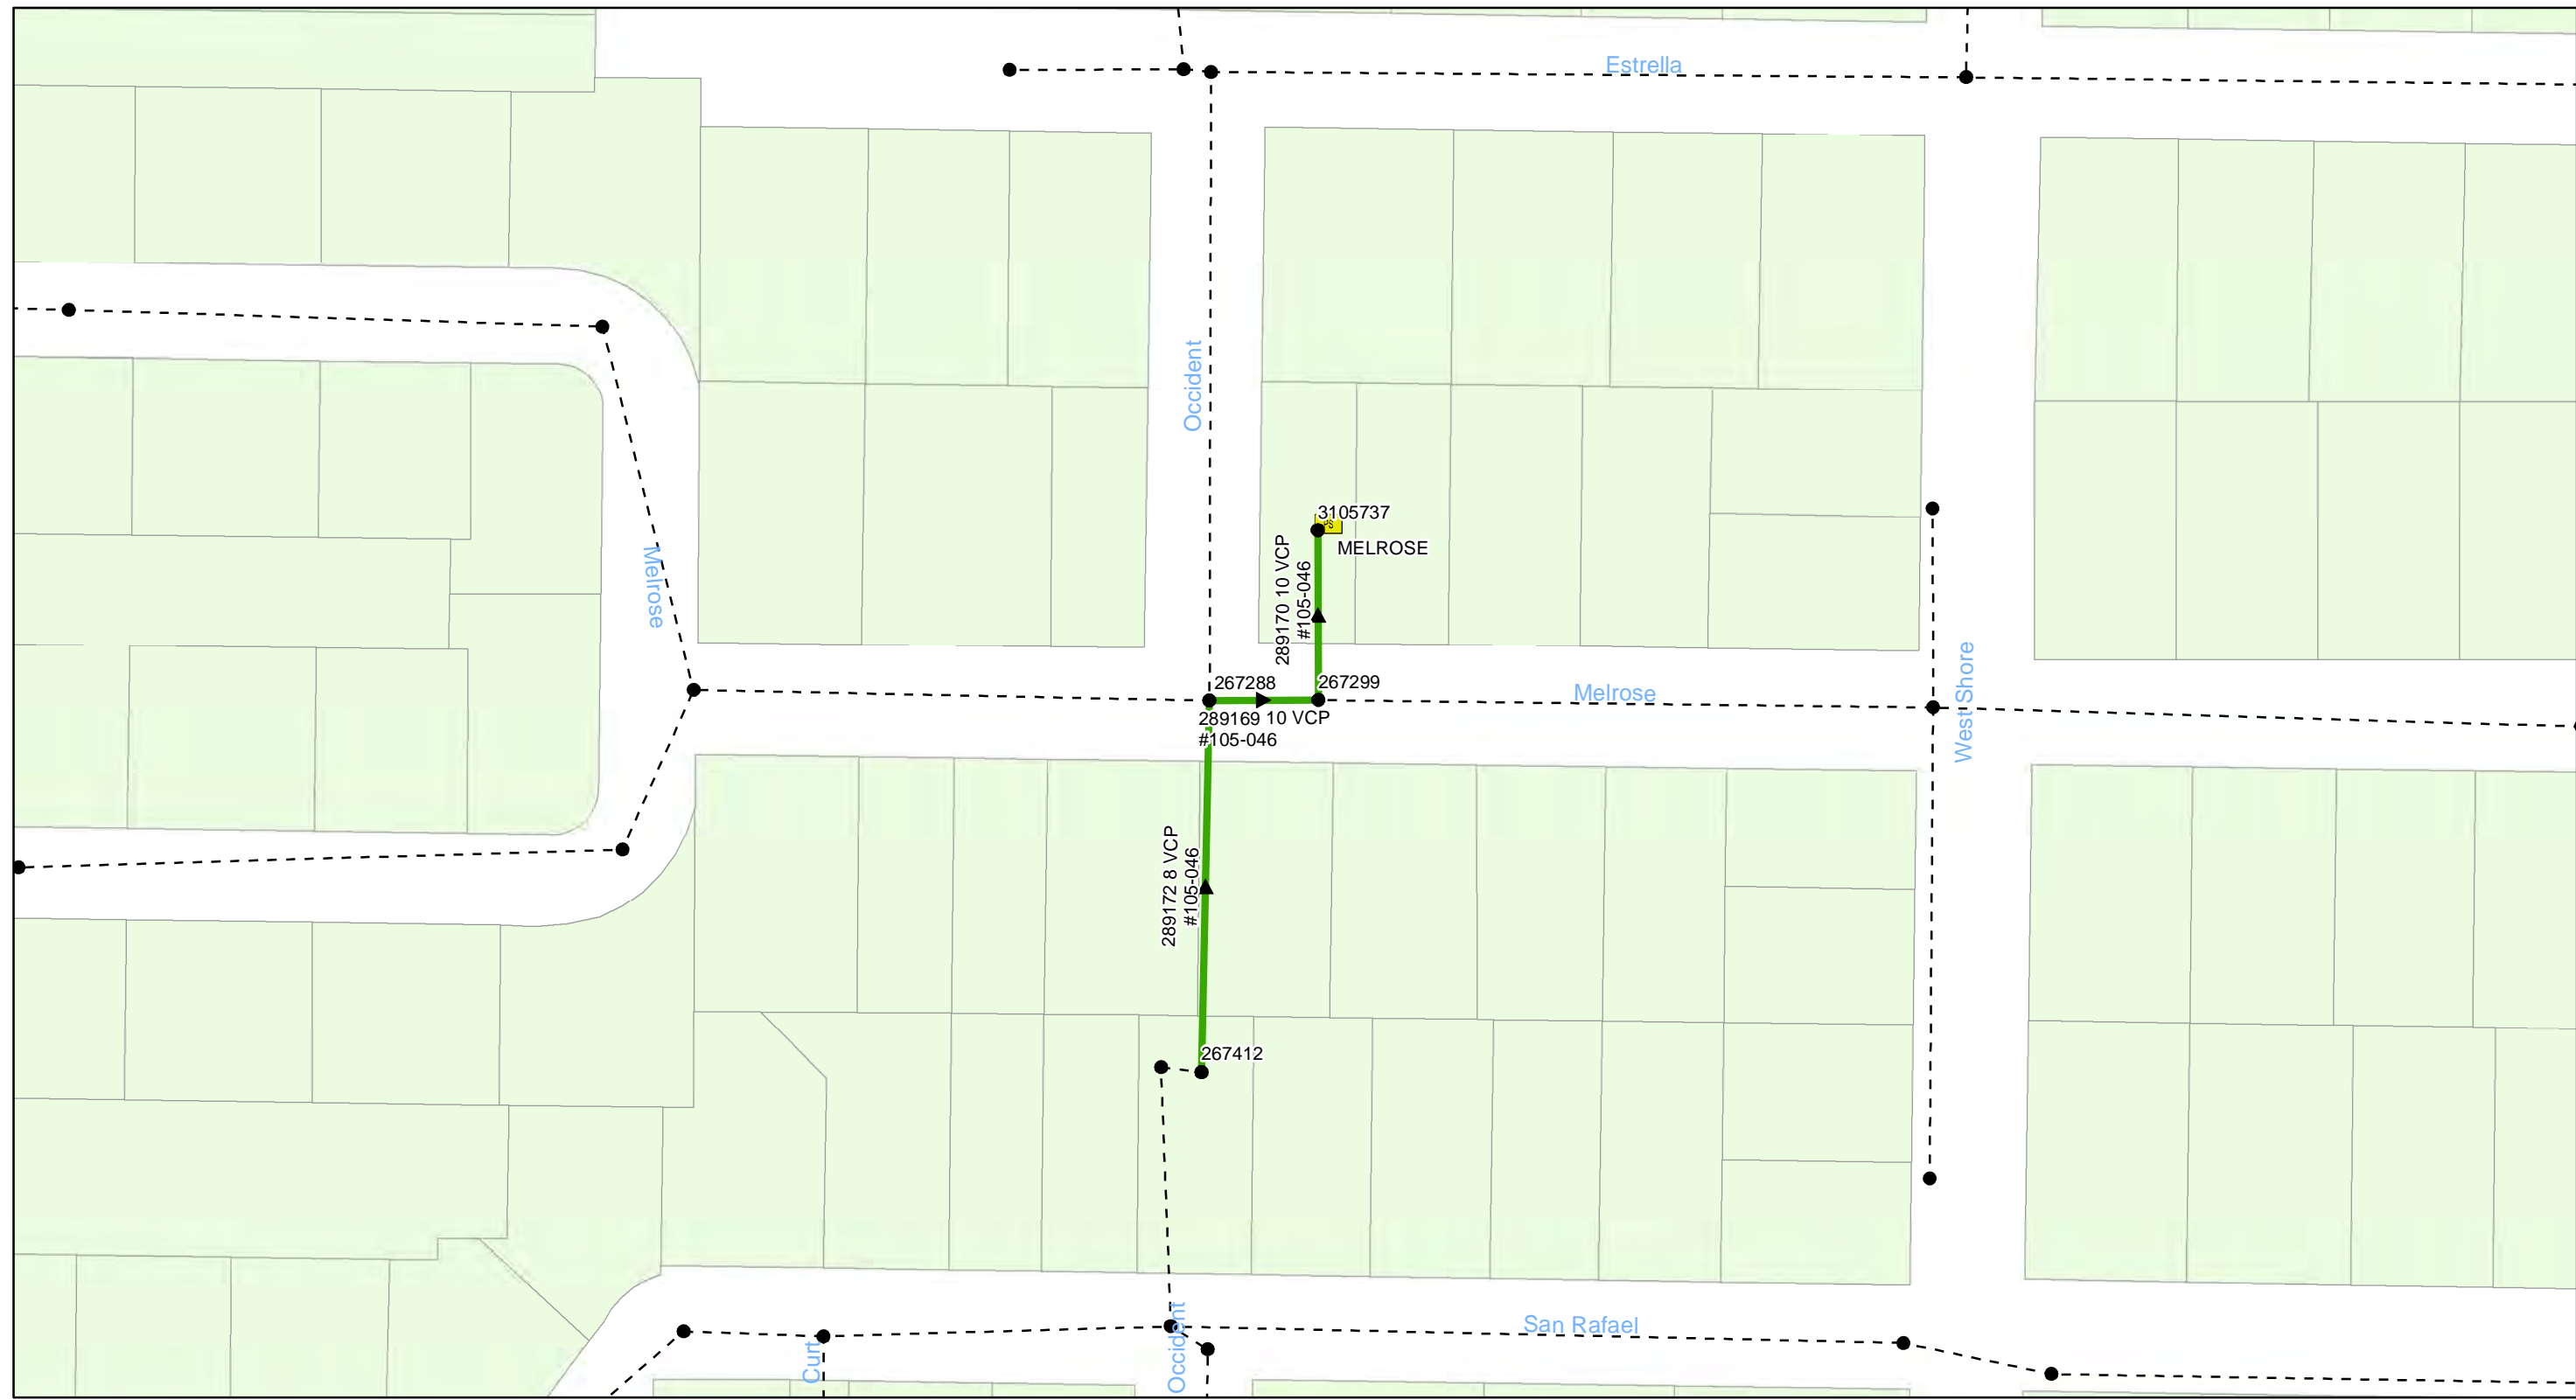 Estrella
Occident
3105737
PS
MELROSE
289170 10 VCP
#105-046
Melrose
267288
267299
Melrose
289169 10 VCP
#105-046
West Shore
289172 8 VCP
#105-046
267412
San Rafael
Occident
Curt